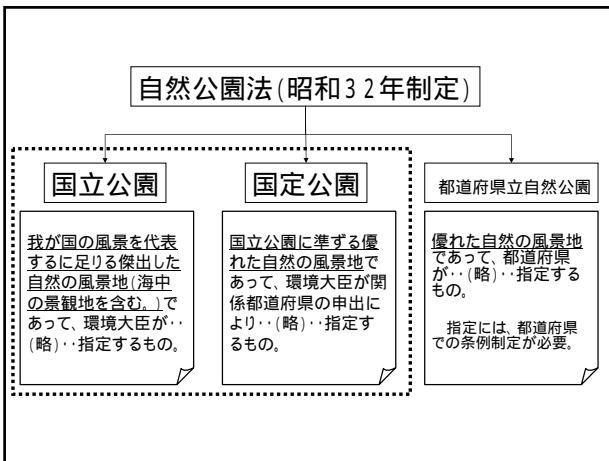 自然公園法(昭和32年制定)
国立公園
国定公園
都道府県立自然公園
我が国の風景を代表
するに足りる傑出した
自然の風景地(海中
の景観地を含む。)で
あって、環境大臣が‥
(略)‥指定するもの。
国立公園に準ずる優
れた自然の風景地で
あって、環境大臣が関
係都道府県の申出に
より‥(略)‥指定す
るもの。
優れた自然の風景地
であって、都道府県
が‥(略)‥指定する
もの。
指定には、都道府県
での条例制定が必要。